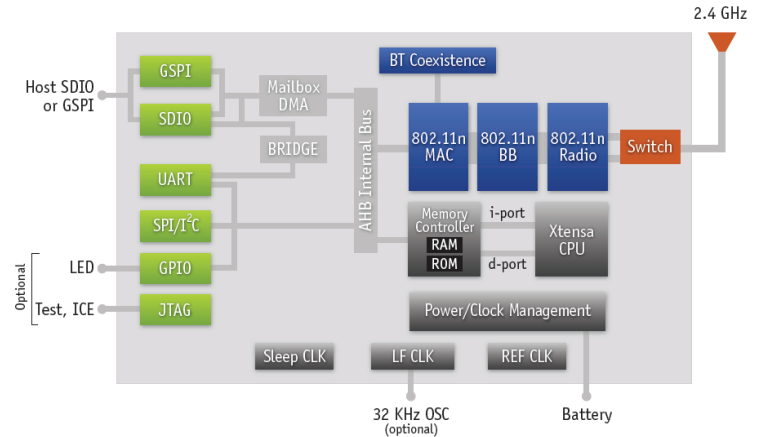 2.4 GHz
GSPI
BT Coexistence
Host SDIO
or GSPI
Mailbox
DMA
SDIO
BRIDGE
AHB Internal Bus
802.11n
MAC
802.11n
BB
802.11n
Radio
Switch
UART
SPI/I²C
Memory
Controller
RAM
ROM
i-port
d-port
Xtensa
CPU
Optional
LED
GPIO
Test, ICE
JTAG
Power/Clock Management
Sleep CLK
LF CLK
REF CLK
32 KHz OSC
(optional)
Battery